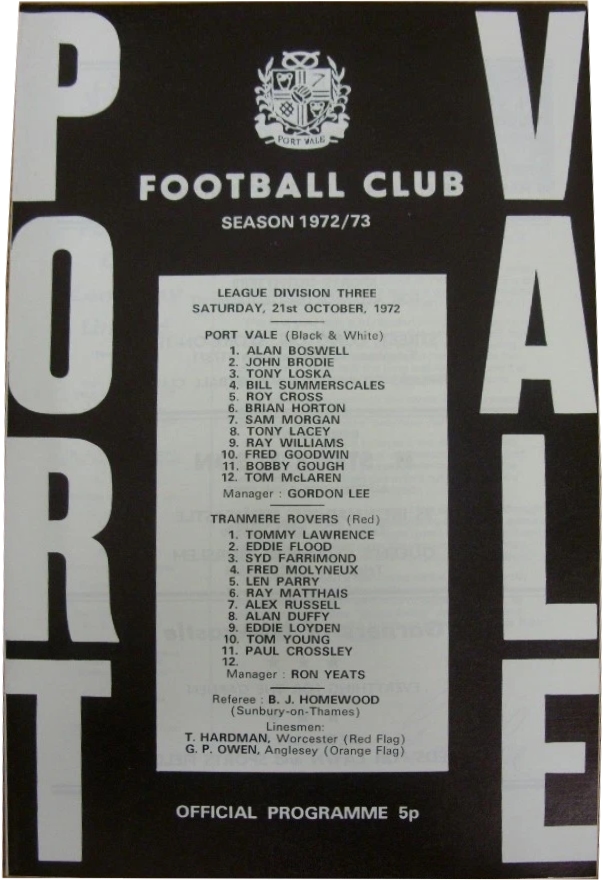 PORT
VALE
PORT VALE
FOOTBALL CLUB
SEASON 1972/73
LEAGUE DIVISION THREE
SATURDAY, 21st OCTOBER, 1972
PORT VALE (Black & White)
1. ALAN BOSWELL
2. JOHN BRODIE
3. TONY LOSKA
4. BILL SUMMERSCALES
5. ROY CROSS
6. BRIAN HORTON
7. SAM MORGAN
8. TONY LACEY
9. RAY WILLIAMS
10. FRED GOODWIN
11. BOBBY GOUGH
12. TOM McLAREN
Manager : GORDON LEE
TRANMERE ROVERS (Red)
1. TOMMY LAWRENCE
2. EDDIE FLOOD
3. SYD FARRIMOND
4. FRED MOLYNEUX
5. LEN PARRY
6. RAY MATTHAIS
7. ALEX RUSSELL
8. ALAN DUFFY
9. EDDIE LOYDEN
10. TOM YOUNG
11. PAUL CROSSLEY
12.
Manager : RON YEATS
Referee : B. J. HOMEWOOD
(Sunbury-on-Thames)
Linesmen:
T. HARDMAN, Worcester (Red Flag)
G. P. OWEN, Anglesey (Orange Flag)
OFFICIAL PROGRAMME 5p